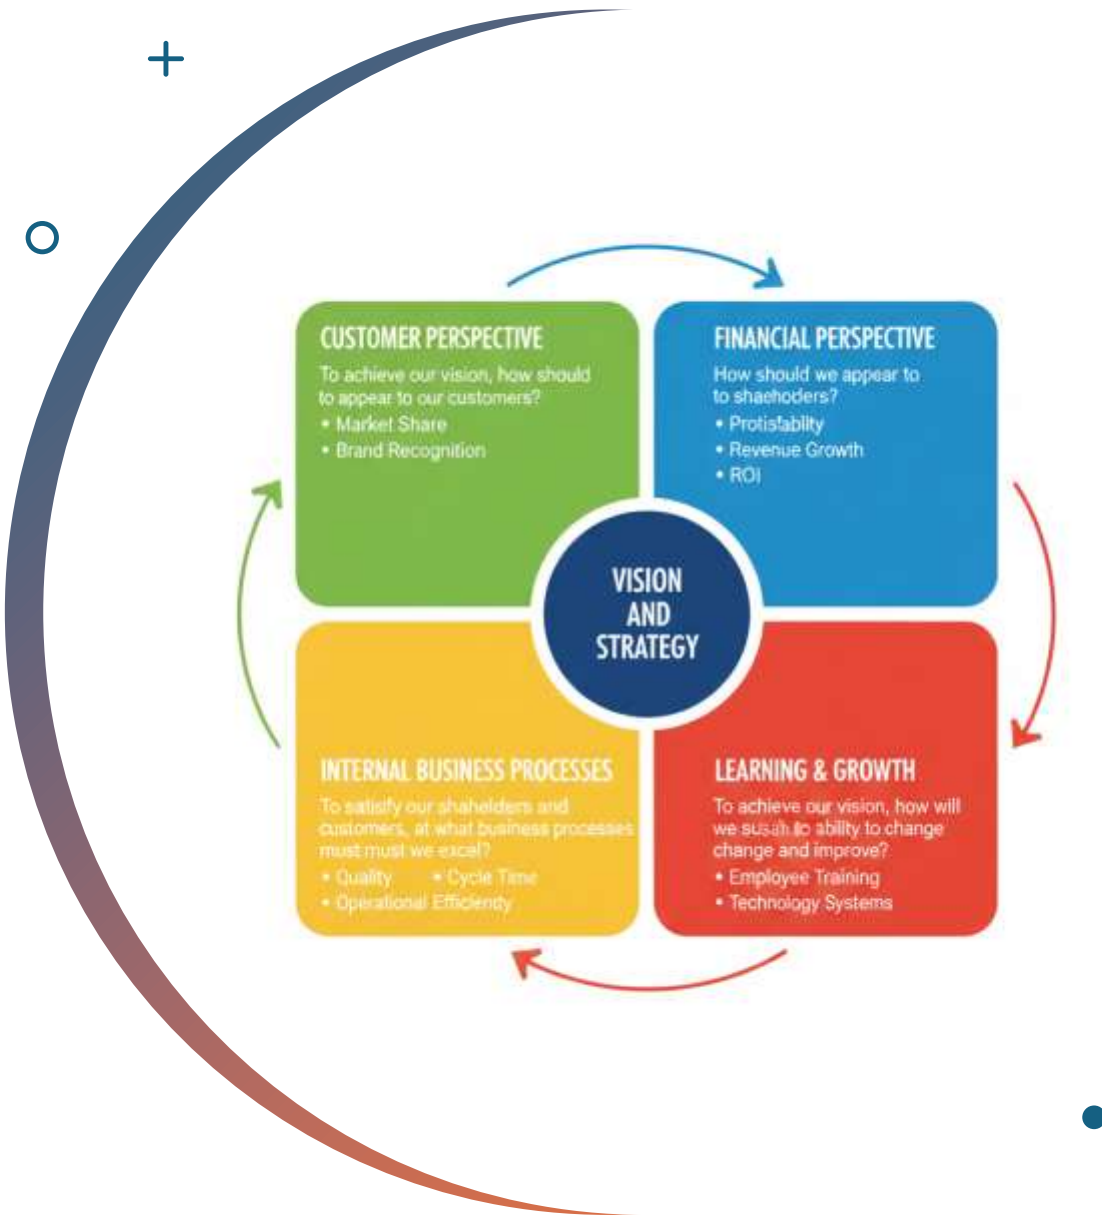 CUSTOMER PERSPECTIVE
To achieve our vision, how should
to appear to our customers?
• Market Share
• Brand Recognition
FINANCIAL PERSPECTIVE
How should we appear to
to shaehoders?
• Protisfablity
• Revenue Growth
• ROI
VISION
AND
STRATEGY
INTERNAL BUSINESS PROCESSES
To satisfy our shahelders and
customers, at what business processes
must must we excel?
• Quality • Cycle Time
• Operational Efficiendy
LEARNING & GROWTH
To achieve our vision, how will
we ability to change
change and improve?
• Employee Training
• Technology Systems